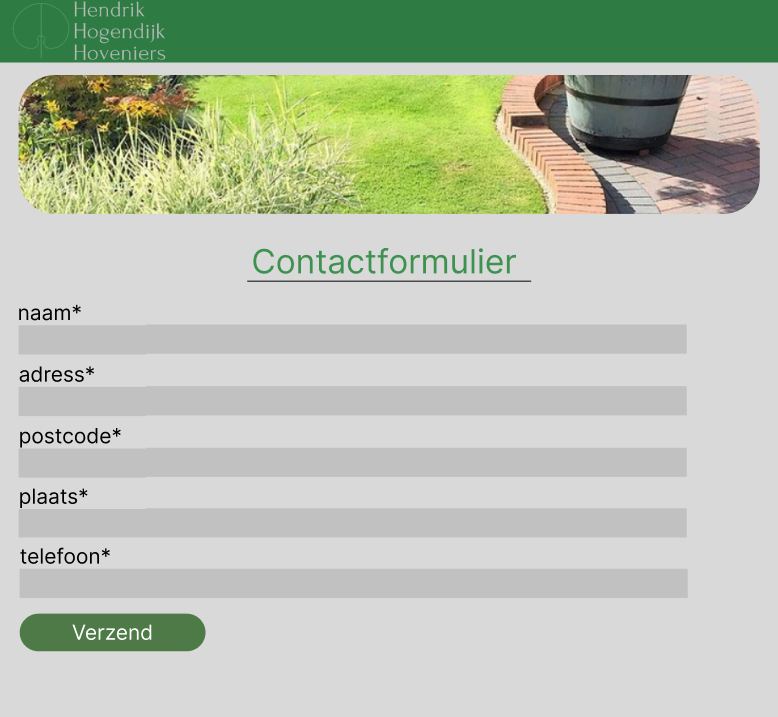 Hendrik
Hogendijk
Hoveniers
Contactformulier
naam*
adress*
postcode*
plaats*
telefoon*
Verzend